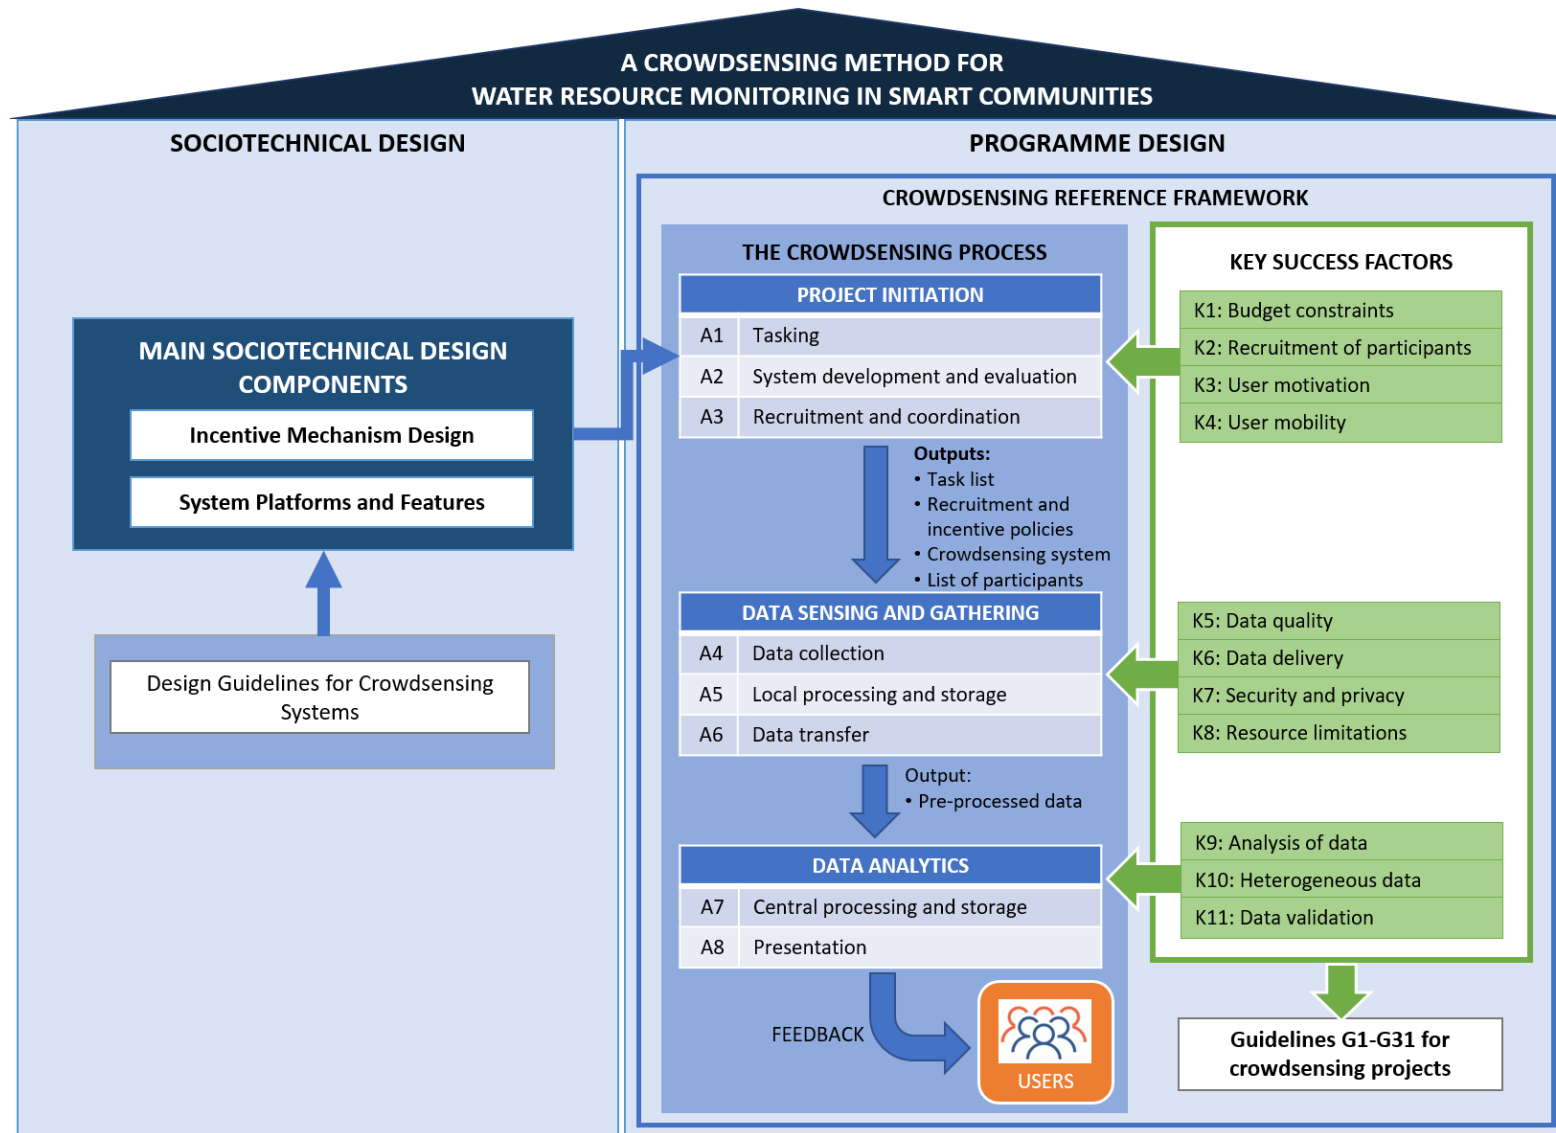 A CROWDSENSING METHOD FOR
WATER RESOURCE MONITORING IN SMART COMMUNITIES
SOCIOTECHNICAL DESIGN
MAIN SOCIOTECHNICAL DESIGN
COMPONENTS
Incentive Mechanism Design
System Platforms and Features
Design Guidelines for Crowdsensing
Systems
PROGRAMME DESIGN
CROWDSENSING REFERENCE FRAMEWORK
THE CROWDSENSING PROCESS
PROJECT INITIATION
A1 Tasking
A2 System development and evaluation
A3 Recruitment and coordination
Outputs:
• Task list
• Recruitment and
incentive policies
• Crowdsensing system
• List of participants
DATA SENSING AND GATHERING
A4 Data collection
A5 Local processing and storage
A6 Data transfer
Output:
• Pre-processed data
DATA ANALYTICS
A7 Central processing and storage
A8 Presentation
FEEDBACK
USERS
KEY SUCCESS FACTORS
K1: Budget constraints
K2: Recruitment of participants
K3: User motivation
K4: User mobility
K5: Data quality
K6: Data delivery
K7: Security and privacy
K8: Resource limitations
K9: Analysis of data
K10: Heterogeneous data
K11: Data validation
Guidelines G1-G31 for
crowdsensing projects